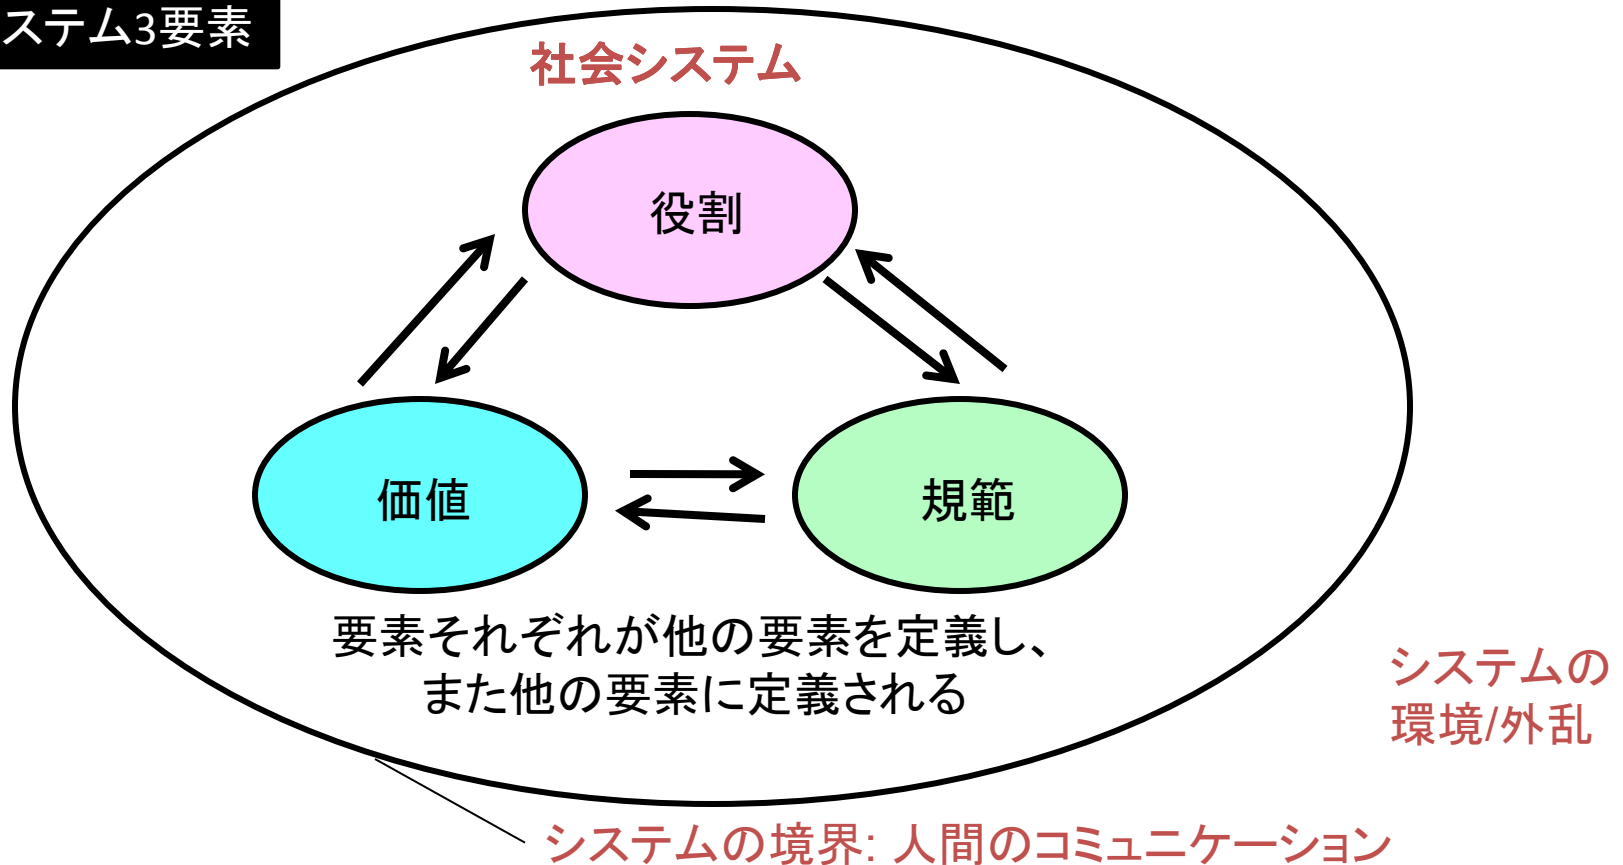 ステム3要素
社会システム
役割
価値
規範
要素それぞれが他の要素を定義し、
また他の要素に定義される
システムの
環境/外乱
システムの境界: 人間のコミュニケーション